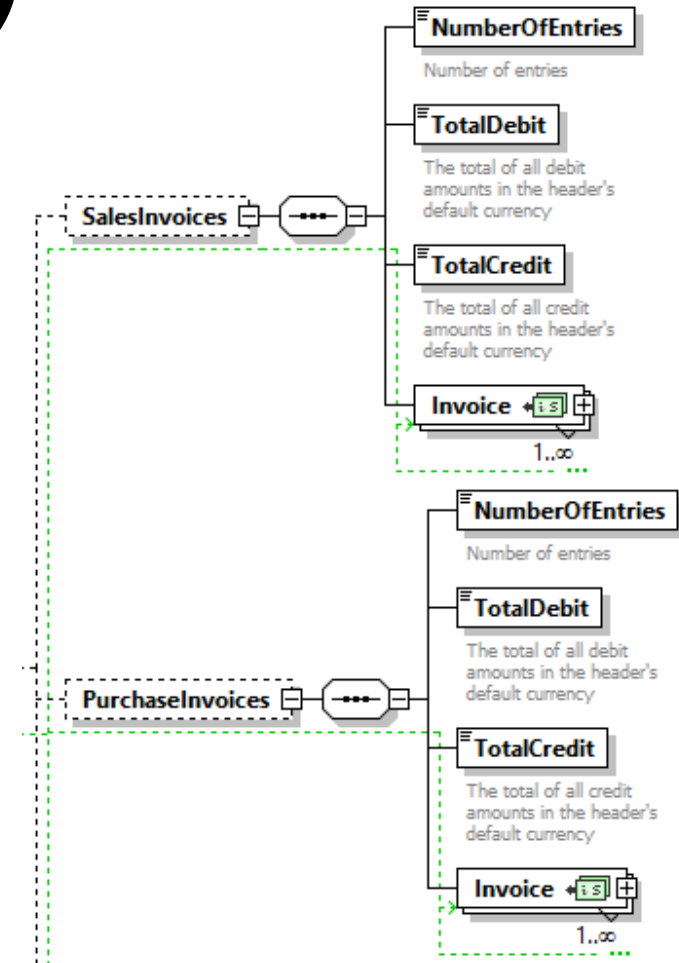 NumberOfEntries
Number of entries
TotalDebit
The total of all debit
amounts in the header's
default currency
SalesInvoices
TotalCredit
The total of all credit
amounts in the header's
default currency
Invoice
1..∞
NumberOfEntries
Number of entries
TotalDebit
The total of all debit
amounts in the header's
default currency
PurchaseInvoices
TotalCredit
The total of all credit
amounts in the header's
default currency
Invoice
1..∞